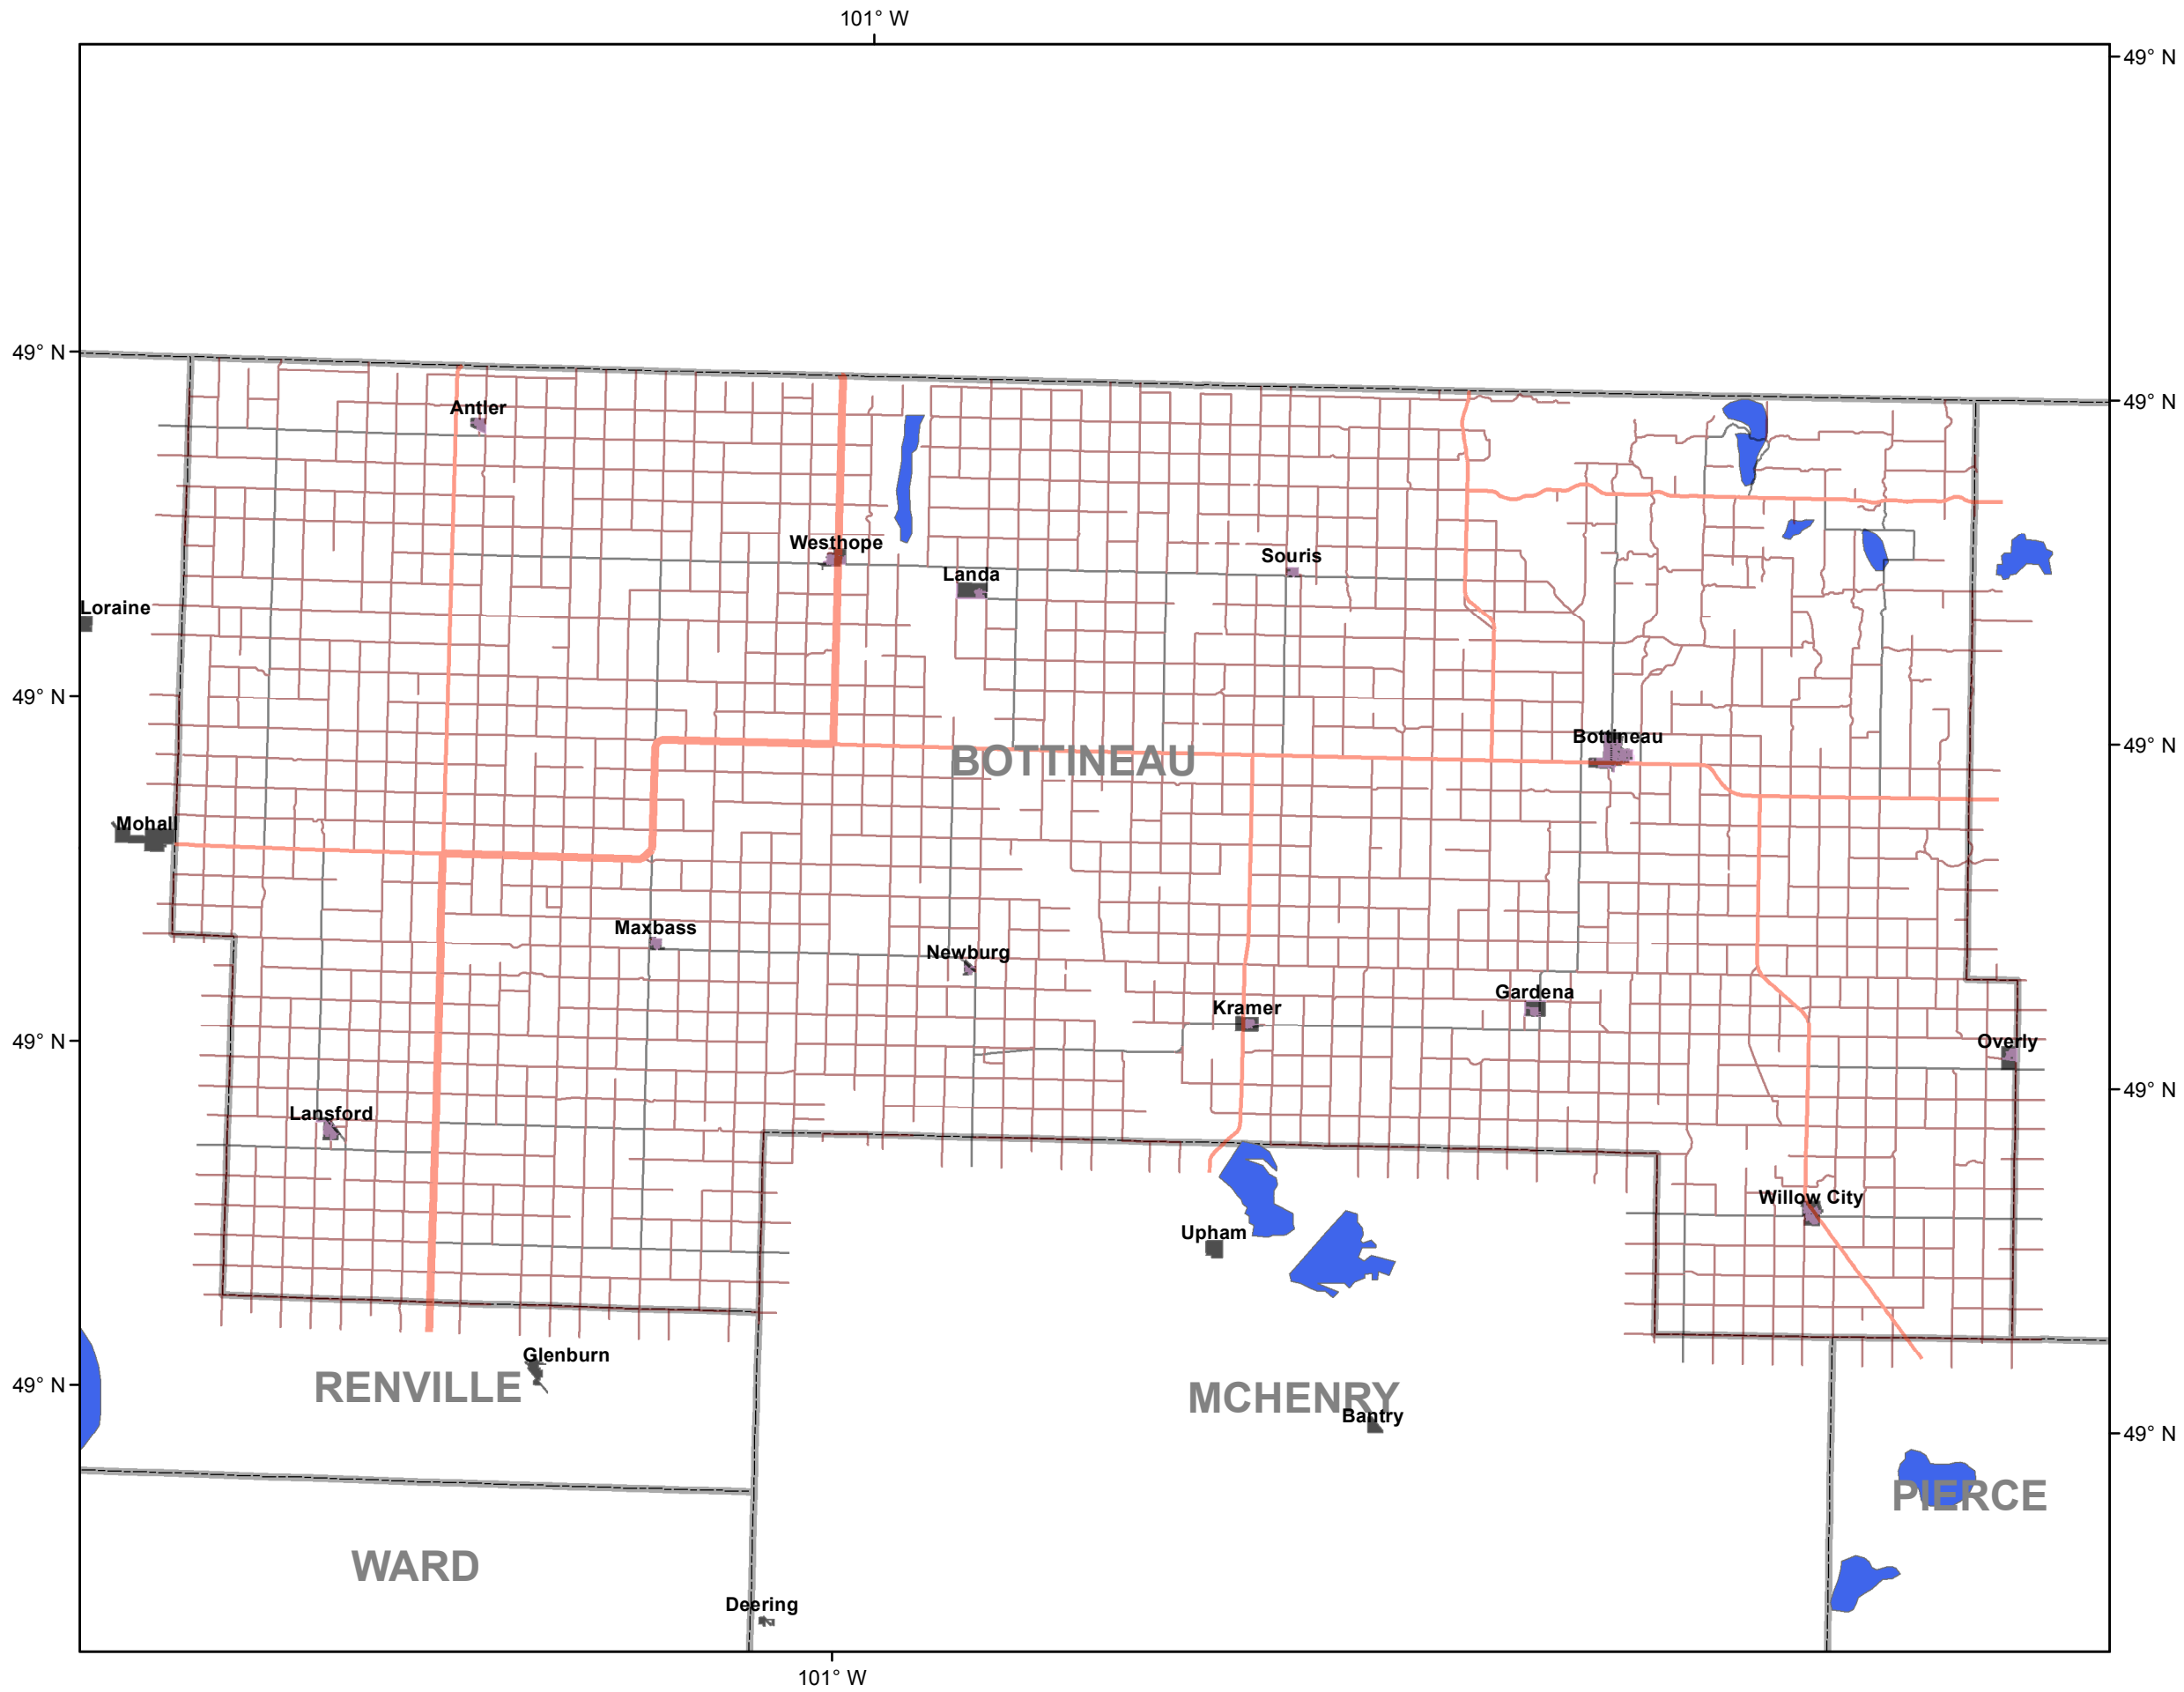 101° W
49° N
49° N
49° N
Antler
Westhope
Souris
Landa
Loraine
49° N
Bottineau
49° N
BOTTINEAU
Mohall
Maxbass
Newburg
Gardena
Kramer
49° N
Overly
49° N
Lansford
Willow City
Upham
Glenburn
49° N
RENVILLE
MCHENRY
Bantry
49° N
PIERCE
WARD
Deering
101° W